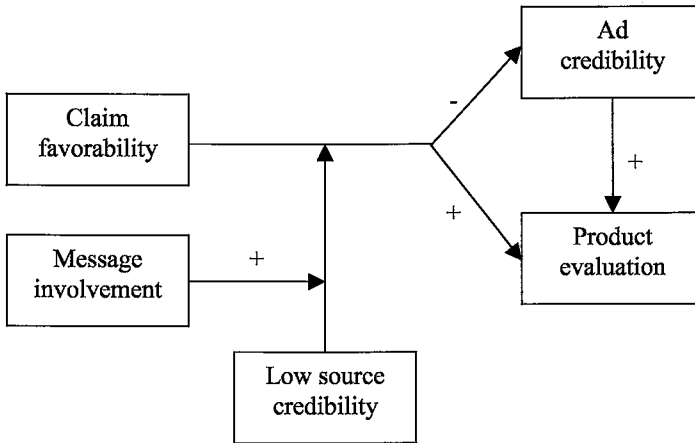 Ad
credibility
-
Claim
favorability
+
+
Message
involvement
+
Product
evaluation
Low source
credibility